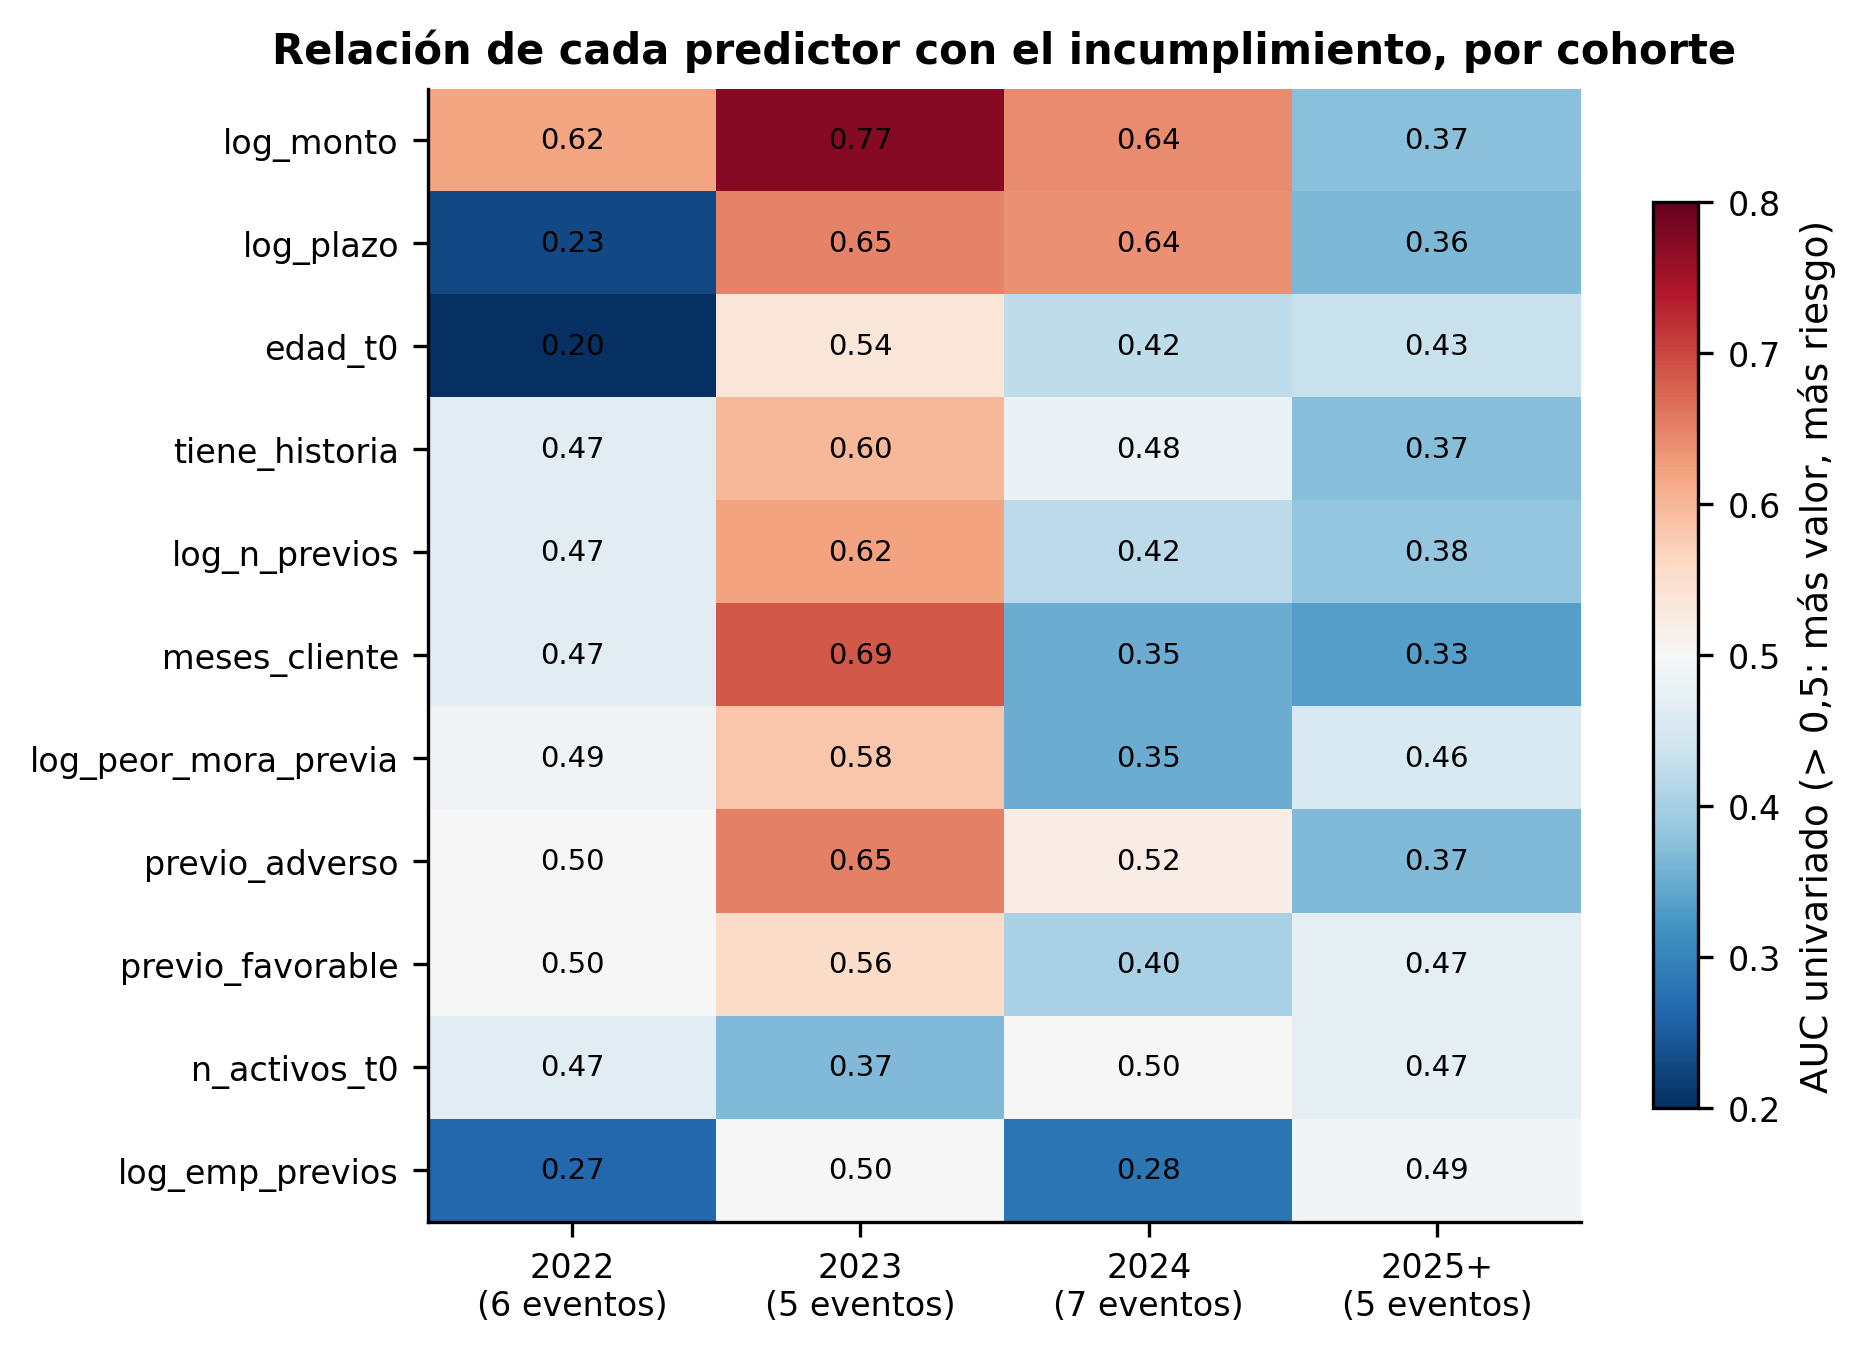 Relación de cada predictor con el incumplimiento, por cohorte
log_monto 0.62 0.77 0.64 0.37
log_plazo 0.23 0.65 0.64 0.36
edad_t0 0.20 0.54 0.42 0.43
tiene_historia 0.47 0.60 0.48 0.37
log_n_previos 0.47 0.62 0.42 0.38
meses_cliente 0.47 0.69 0.35 0.33
log_peor_mora_previa 0.49 0.58 0.35 0.46
previo_adverso 0.50 0.65 0.52 0.37
previo_favorable 0.50 0.56 0.40 0.47
n_activos_t0 0.47 0.37 0.50 0.47
log_emp_previos 0.27 0.50 0.28 0.49
2022 2023 2024 2025+
(6 eventos) (5 eventos) (7 eventos) (5 eventos)
0.8
0.7
0.6
0.5
0.4
0.3
0.2
AUC univariado (> 0,5: más valor, más riesgo)